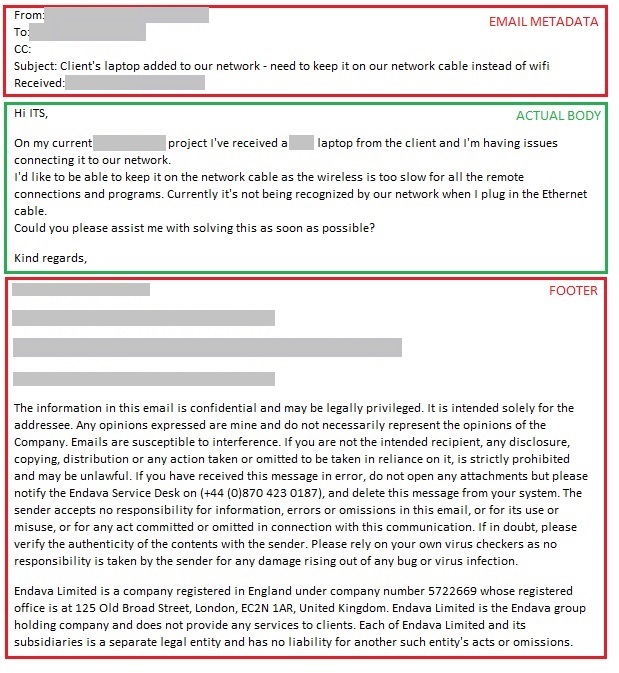 From:
EMAIL METADATA
To:
CC:
Subject: Client's laptop added to our network - need to keep it on our network cable instead of wifi
Received:
Hi ITS,
ACTUAL BODY
On my current project I've received a laptop from the client and I'm having issues
connecting it to our network.
I'd like to be able to keep it on the network cable as the wireless is too slow for all the remote
connections and programs. Currently it's not being recognized by our network when I plug in the Ethernet
cable.
Could you please assist me with solving this as soon as possible?
Kind regards,
FOOTER
The information in this email is confidential and may be legally privileged. It is intended solely for the
addressee. Any opinions expressed are mine and do not necessarily represent the opinions of the
Company. Emails are susceptible to interference. If you are not the intended recipient, any disclosure,
copying, distribution or any action taken or omitted to be taken in reliance on it, is strictly prohibited
and may be unlawful. If you have received this message in error, do not open any attachments but please
notify the Endava Service Desk on (+44 (0)870 423 0187), and delete this message from your system. The
sender accepts no responsibility for information, errors or omissions in this email, or for its use or
misuse, or for any act committed or omitted in connection with this communication. If in doubt, please
verify the authenticity of the contents with the sender. Please rely on your own virus checkers as no
responsibility is taken by the sender for any damage rising out of any bug or virus infection.
Endava Limited is a company registered in England under company number 5722669 whose registered
office is at 125 Old Broad Street, London, EC2N 1AR, United Kingdom. Endava Limited is the Endava group
holding company and does not provide any services to clients. Each of Endava Limited and its
subsidiaries is a separate legal entity and has no liability for another such entity's acts or omissions.